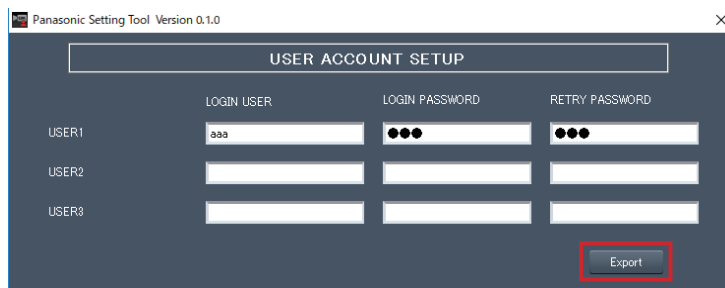 Panasonic Setting Tool Version 0.1.0
USER ACCOUNT SETUP
LOGIN USER LOGIN PASSWORD RETRY PASSWORD
USER1 aaa ●●● ●●●
USER2
USER3
Export